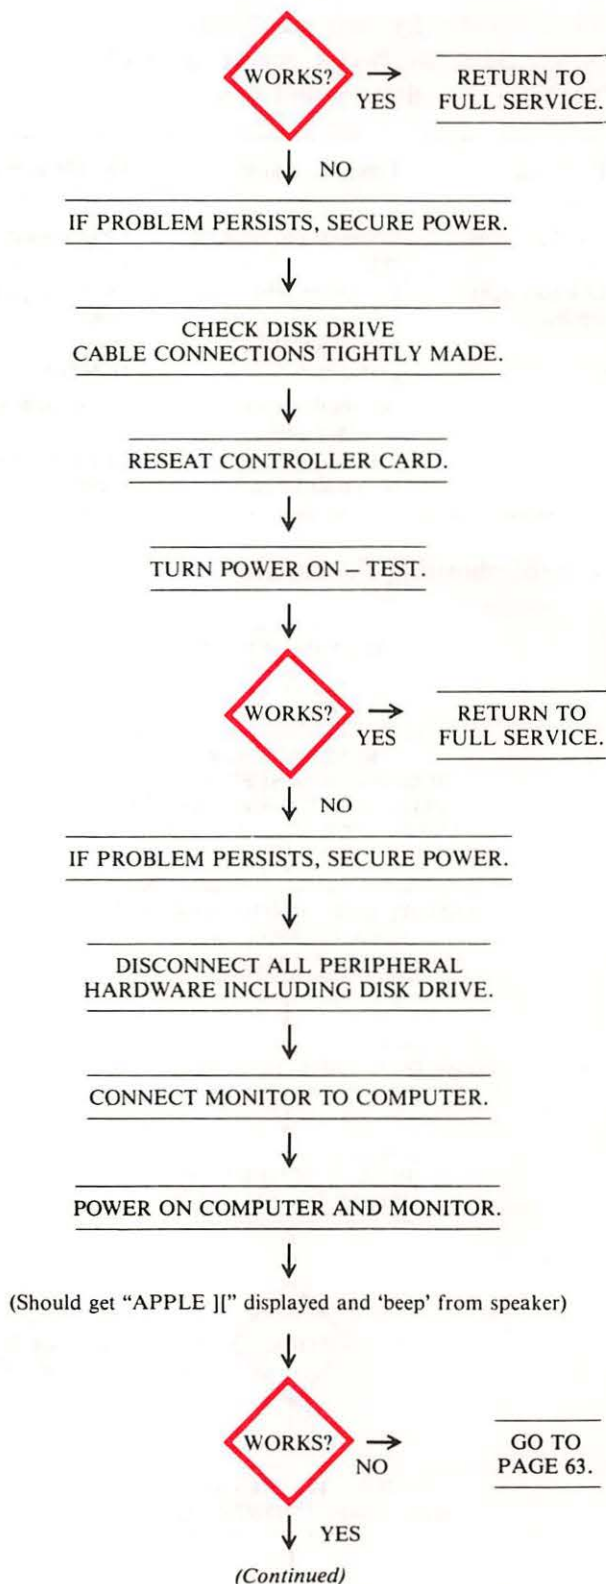 WORKS? → RETURN TO
YES FULL SERVICE.
↓ NO
IF PROBLEM PERSISTS, SECURE POWER.
↓
CHECK DISK DRIVE
CABLE CONNECTIONS TIGHTLY MADE.
↓
RESEAT CONTROLLER CARD.
↓
TURN POWER ON – TEST.
↓
WORKS? → RETURN TO
YES FULL SERVICE.
↓ NO
IF PROBLEM PERSISTS, SECURE POWER.
↓
DISCONNECT ALL PERIPHERAL
HARDWARE INCLUDING DISK DRIVE.
↓
CONNECT MONITOR TO COMPUTER.
↓
POWER ON COMPUTER AND MONITOR.
↓
(Should get “APPLE ][” displayed and ‘beep’ from speaker)
↓
WORKS? → GO TO
NO PAGE 63.
↓ YES
(Continued)